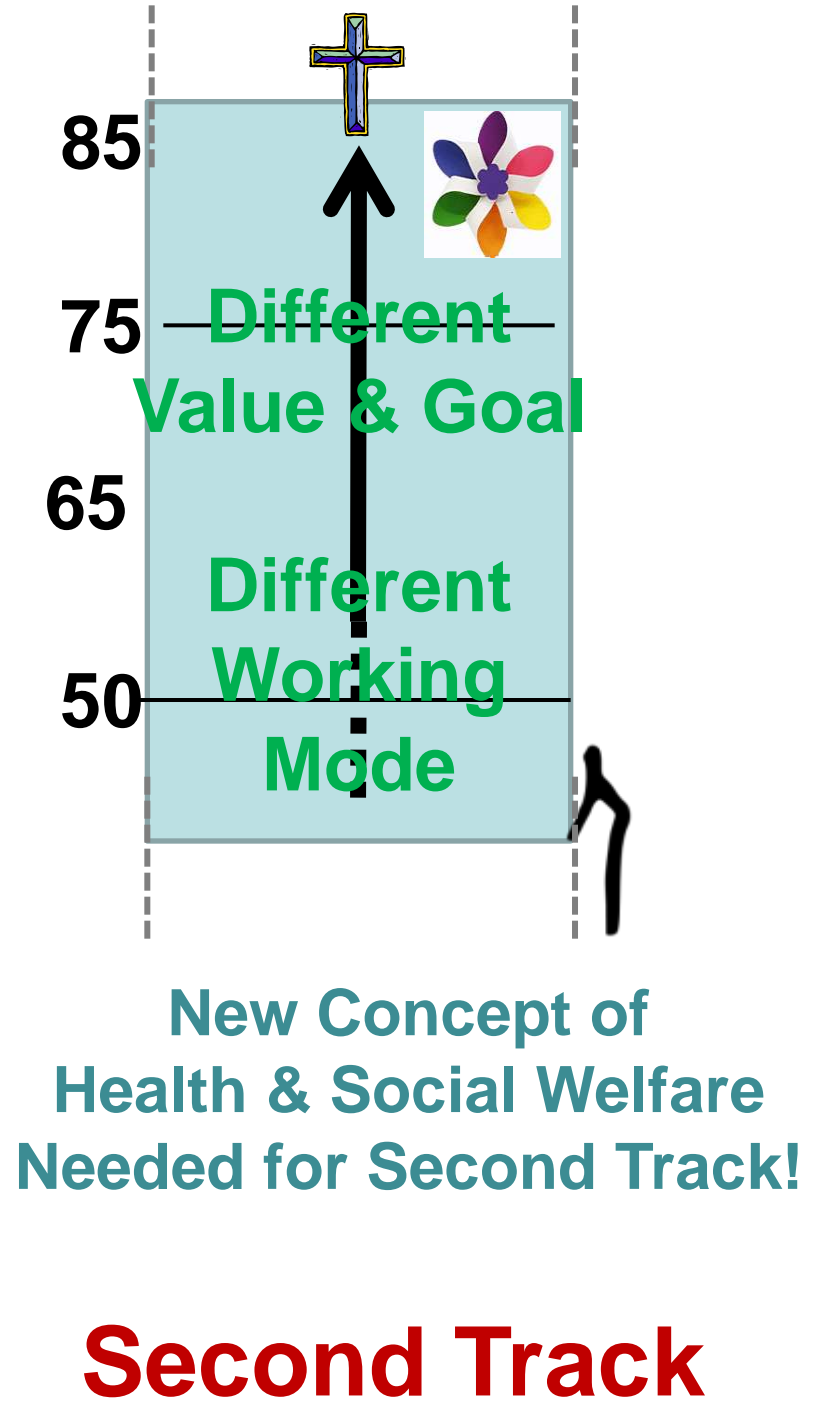 85
75
Different
Value & Goal
65
Different
Working
50
Mode
New Concept of
Health & Social Welfare
Needed for Second Track!
Second Track